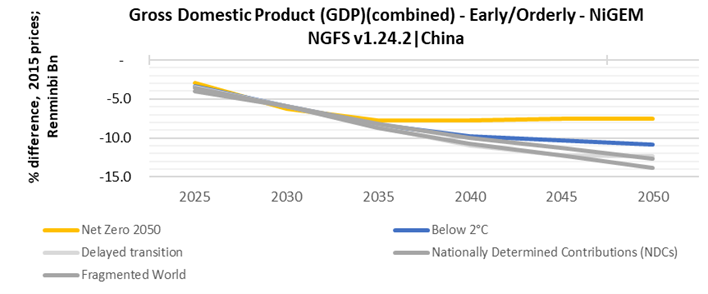 Gross Domestic Product (GDP)(combined) - Early/Orderly - NiGEM
NGFS v1.24.2|China
% difference, 2015 prices;
Renminbi Bn
-
-5.0
-10.0
-15.0
2025 2030 2035 2040 2045 2050
Net Zero 2050 Below 2°C
Delayed transition Nationally Determined Contributions (NDCs)
Fragmented World